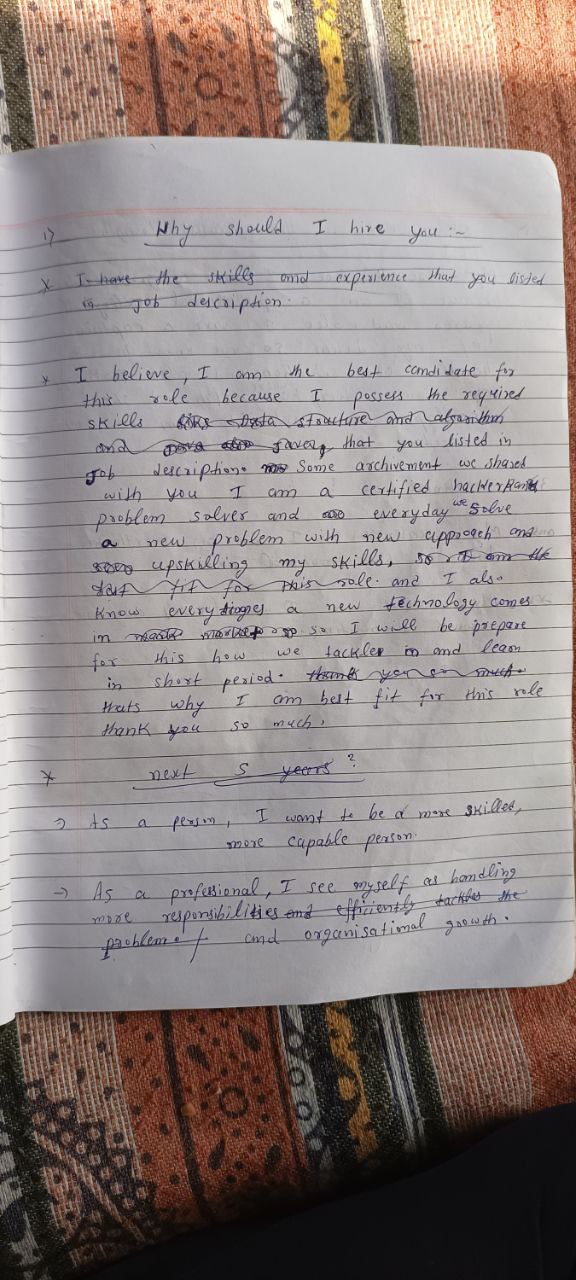 1) Why should I hire you :~
* I have the skills and experience that you listed
in Job description.
* I believe, I am the best candidate for
this role because I possess the required
skills like Data structure and algorithm
and java, that you listed in
Job description. Some archivement we shared
with you I am a certified hackerRank
problem solver and everyday we solve
a new problem with new approach and
upskilling my skills, so I am the
best fit for this role. and I also
know everytimes a new technology comes
in market so I will be prepare
for this how we tackle in and learn
in short period. thank you so much.
thats why I am best fit for this role
thank you so much.
* next 5 years ?
→ As a person, I want to be a more skilled,
more capable person.
→ As a professional, I see myself as handling
more responsibilities and efficiently tackles the
problem. and organisational growth.